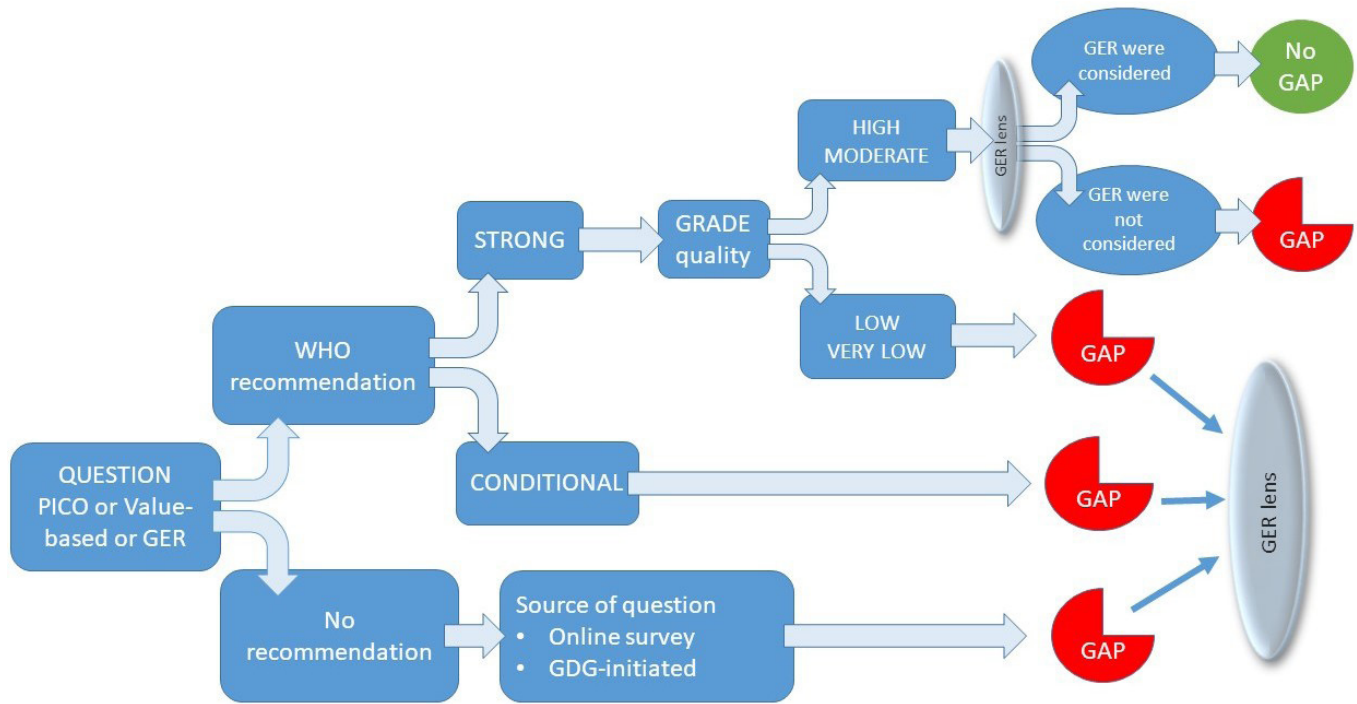 GER were
considered
No
GAP
HIGH
MODERATE
GER lens
GER were
not
considered
GAP
STRONG
GRADE
quality
LOW
VERY LOW
GAP
WHO
recommendation
QUESTION
PICO or Value-
based or GER
CONDITIONAL
GAP
GER lens
No
recommendation
Source of question
• Online survey
• GDG-initiated
GAP